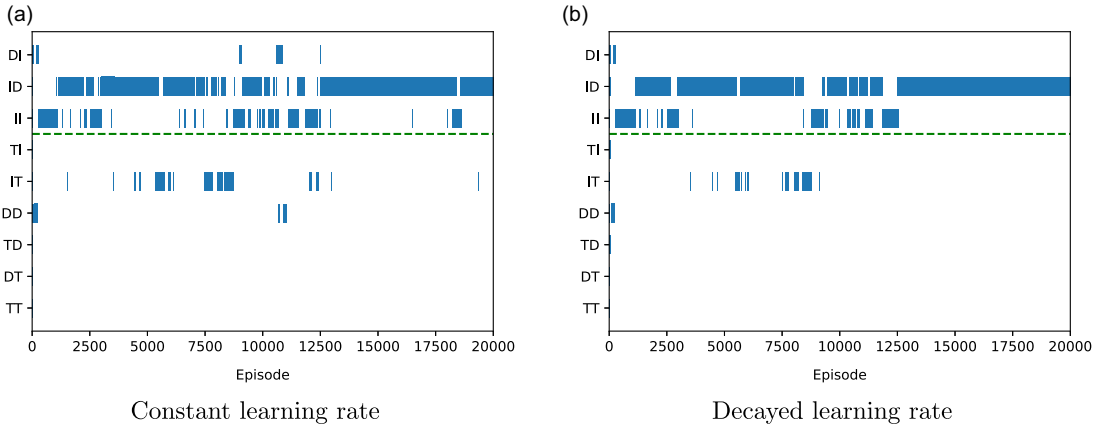 (a)
DI
ID
II
TI
IT
DD
TD
DT
TT
0 2500 5000 7500 10000 12500 15000 17500 20000
Episode
Constant learning rate
(b)
DI
ID
II
TI
IT
DD
TD
DT
TT
0 2500 5000 7500 10000 12500 15000 17500 20000
Episode
Decayed learning rate